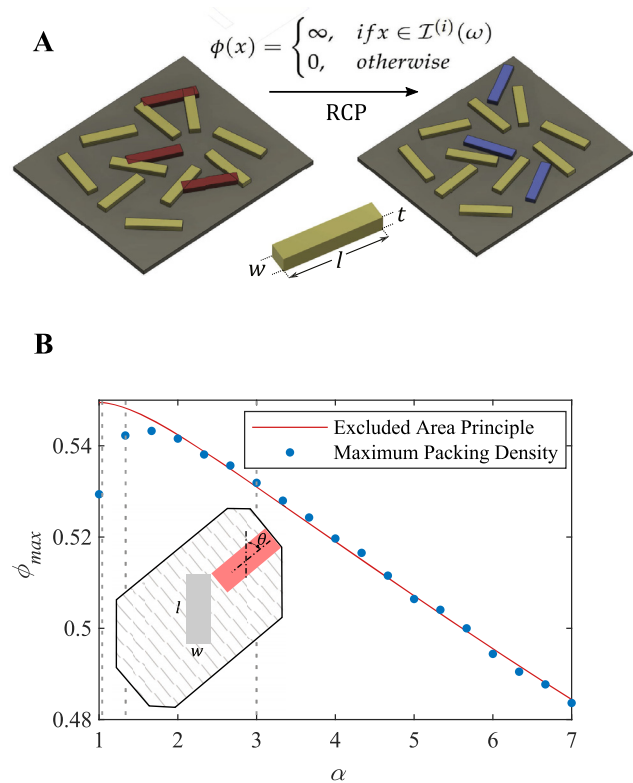 A
ϕ(x) = {∞, if x ∈ I⁽ⁱ⁾(ω)
0, otherwise
RCP
t
w
l
B
0.54
0.52
0.5
0.48
ϕmax
Excluded Area Principle
Maximum Packing Density
θ
l
w
1 2 3 4 5 6 7
α